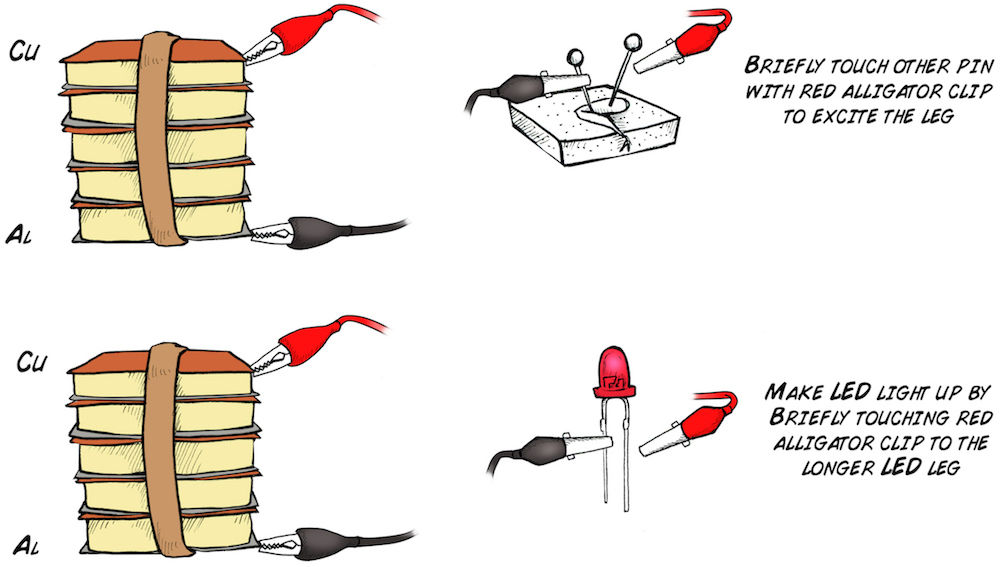 Cu
Briefly touch other pin
with red alligator clip
to excite the leg
Al
Cu
Make LED light up by
Briefly touching red
alligator clip to the
longer LED leg
Al